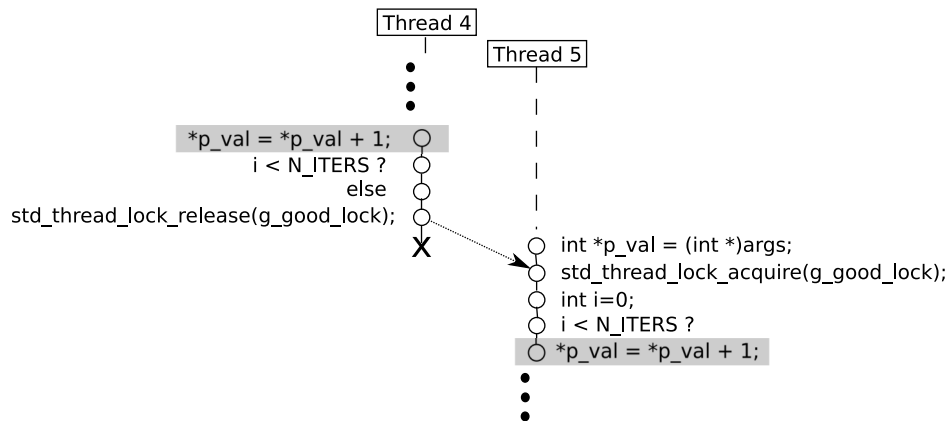 Thread 4
Thread 5
*p_val = *p_val + 1;
i < N_ITERS ?
else
std_thread_lock_release(g_good_lock);
X
int *p_val = (int *)args;
std_thread_lock_acquire(g_good_lock);
int i=0;
i < N_ITERS ?
*p_val = *p_val + 1;